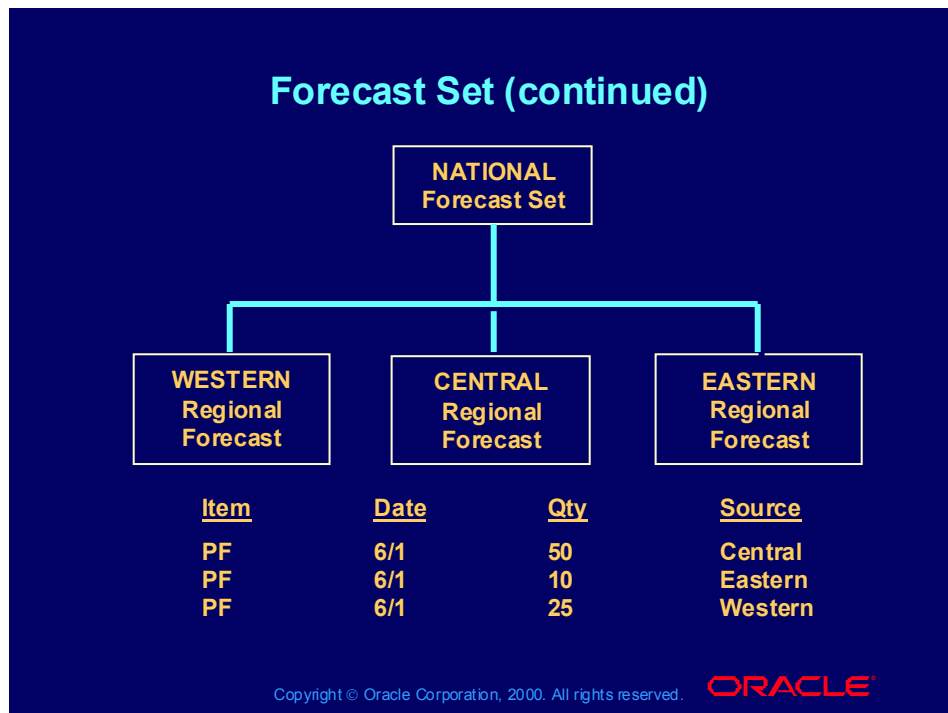 Forecast Set (continued)
NATIONAL
Forecast Set
WESTERN
Regional
Forecast
CENTRAL
Regional
Forecast
EASTERN
Regional
Forecast
Item Date Qty Source
PF 6/1 50 Central
PF 6/1 10 Eastern
PF 6/1 25 Western
Copyright © Oracle Corporation, 2000. All rights reserved.
ORACLE®